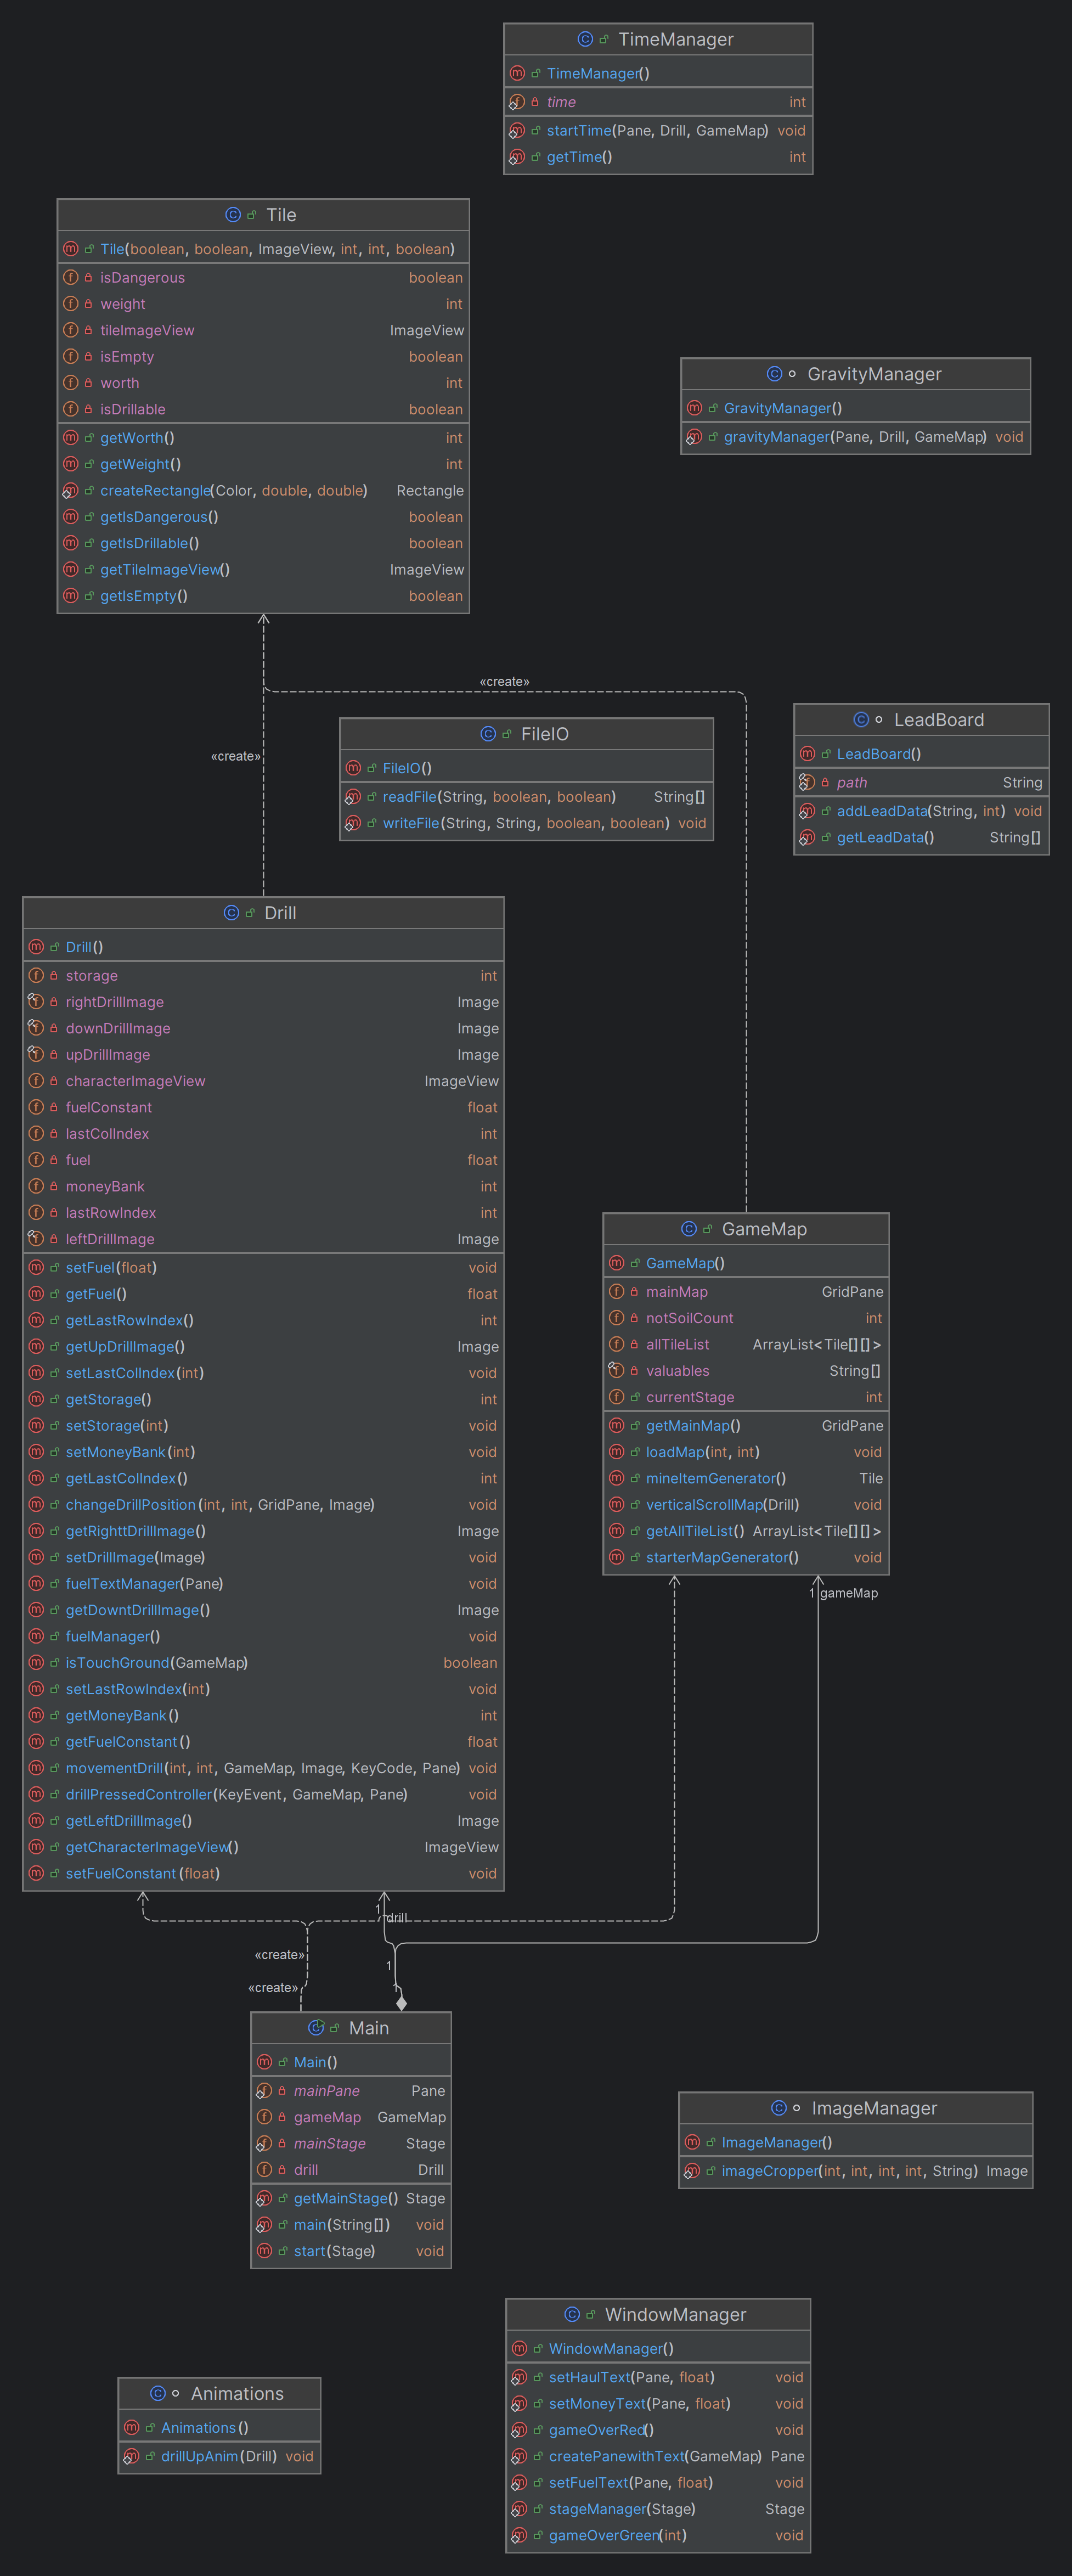 TimeManager
TimeManager()
time int
startTime(Pane, Drill, GameMap) void
getTime() int
Tile
Tile(boolean, boolean, ImageView, int, int, boolean)
isDangerous boolean
weight int
tileImageView ImageView
isEmpty boolean
worth int
isDrillable boolean
getWorth() int
getWeight() int
createRectangle(Color, double, double) Rectangle
getIsDangerous() boolean
getIsDrillable() boolean
getTileImageView() ImageView
getIsEmpty() boolean
GravityManager
GravityManager()
gravityManager(Pane, Drill, GameMap) void
«create»
«create»
FileIO
FileIO()
readFile(String, boolean, boolean) String[]
writeFile(String, String, boolean, boolean) void
LeadBoard
LeadBoard()
path String
addLeadData(String, int) void
getLeadData() String[]
Drill
Drill()
storage int
rightDrillImage Image
downDrillImage Image
upDrillImage Image
characterImageView ImageView
fuelConstant float
lastColIndex int
fuel float
moneyBank int
lastRowIndex int
leftDrillImage Image
setFuel(float) void
getFuel() float
getLastRowIndex() int
getUpDrillImage() Image
setLastColIndex(int) void
getStorage() int
setStorage(int) void
setMoneyBank(int) void
getLastColIndex() int
changeDrillPosition(int, int, GridPane, Image) void
getRighttDrillImage() Image
setDrillImage(Image) void
fuelTextManager(Pane) void
getDowntDrillImage() Image
fuelManager() void
isTouchGround(GameMap) boolean
setLastRowIndex(int) void
getMoneyBank() int
getFuelConstant() float
movementDrill(int, int, GameMap, Image, KeyCode, Pane) void
drillPressedController(KeyEvent, GameMap, Pane) void
getLeftDrillImage() Image
getCharacterImageView() ImageView
setFuelConstant(float) void
GameMap
GameMap()
mainMap GridPane
notSoilCount int
allTileList ArrayList<Tile[][]>
valuables String[]
currentStage int
getMainMap() GridPane
loadMap(int, int) void
mineItemGenerator() Tile
verticalScrollMap(Drill) void
getAllTileList() ArrayList<Tile[][]>
starterMapGenerator() void
1 gameMap
1
drill
«create»
1
«create»
1
Main
Main()
mainPane Pane
gameMap GameMap
mainStage Stage
drill Drill
getMainStage() Stage
main(String[]) void
start(Stage) void
ImageManager
ImageManager()
imageCropper(int, int, int, int, String) Image
WindowManager
WindowManager()
setHaulText(Pane, float) void
setMoneyText(Pane, float) void
gameOverRed() void
createPanewithText(GameMap) Pane
setFuelText(Pane, float) void
stageManager(Stage) Stage
gameOverGreen(int) void
Animations
Animations()
drillUpAnim(Drill) void